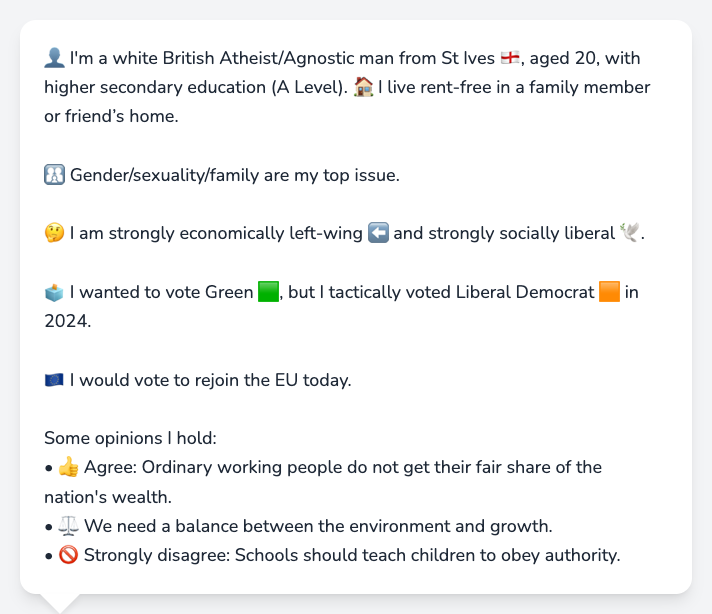 👤 I'm a white British Atheist/Agnostic man from St Ives 🏴󠁧󠁢󠁥󠁮󠁧󠁿, aged 20, with
higher secondary education (A Level). 🏠 I live rent-free in a family member
or friend’s home.
🚻 Gender/sexuality/family are my top issue.
🤔 I am strongly economically left-wing ⬅️ and strongly socially liberal 🕊️.
🗳️ I wanted to vote Green 🟩, but I tactically voted Liberal Democrat 🟧 in
2024.
🇪🇺 I would vote to rejoin the EU today.
Some opinions I hold:
• 👍 Agree: Ordinary working people do not get their fair share of the
nation's wealth.
• ⚖️ We need a balance between the environment and growth.
• 🚫 Strongly disagree: Schools should teach children to obey authority.